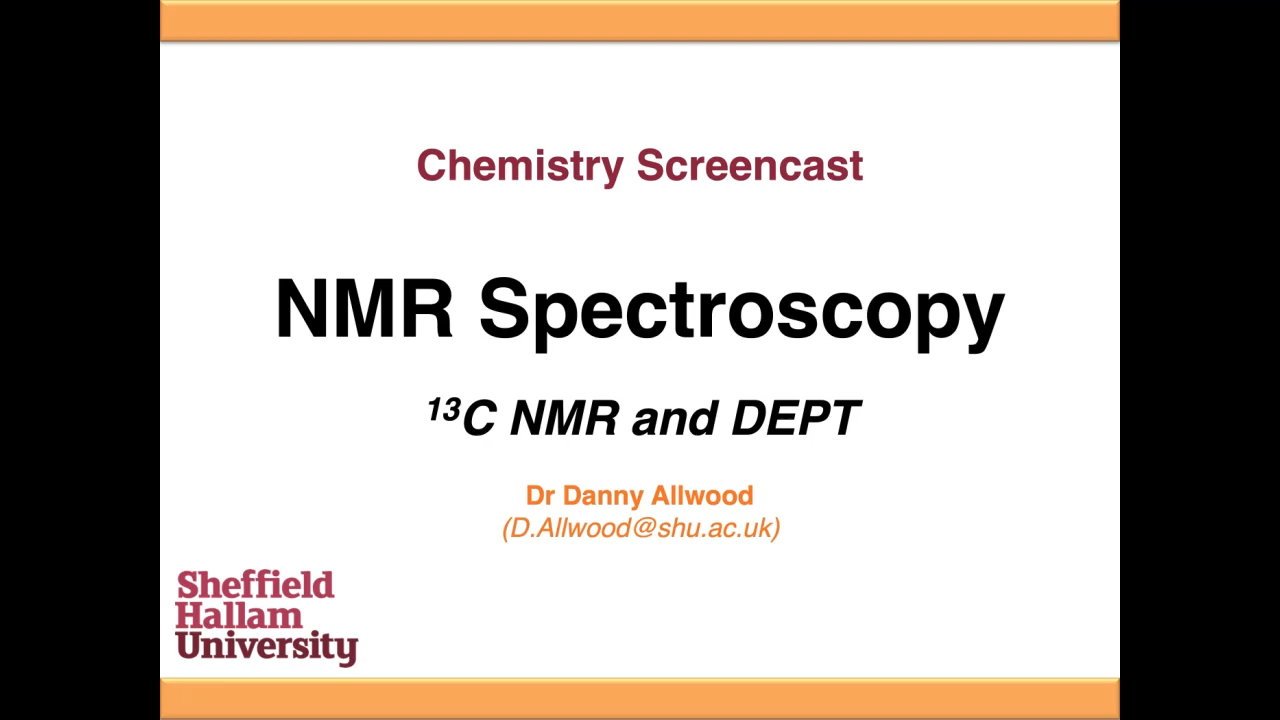 Chemistry Screencast
NMR Spectroscopy
¹³C NMR and DEPT
Dr Danny Allwood
(D.Allwood@shu.ac.uk)
Sheffield
Hallam
University